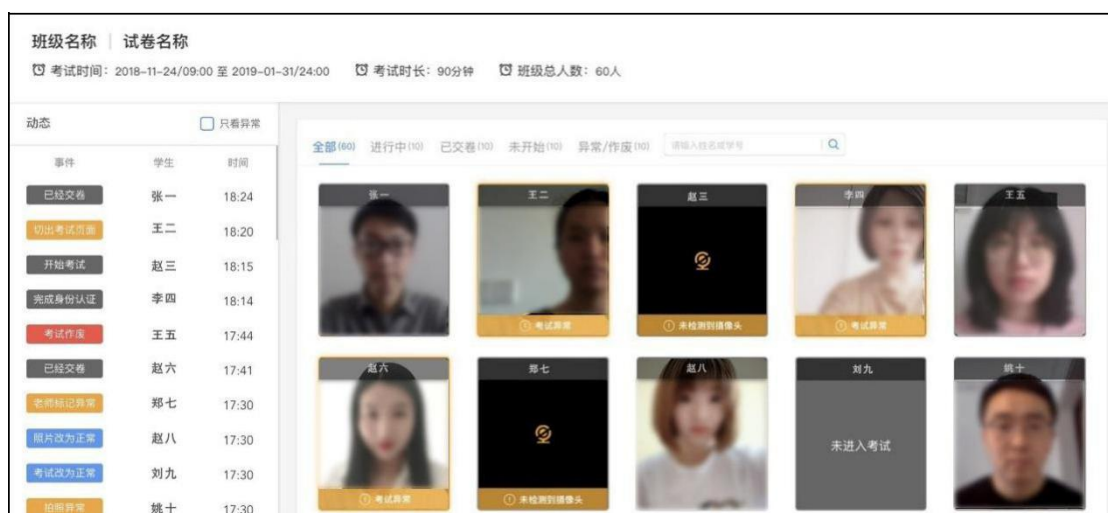 班级名称 试卷名称
考试时间：2018-11-24/09:00 至 2019-01-31/24:00 考试时长：90分钟 班级总人数：60人
动态 只看异常
事件 学生 时间
已经交卷 张一 18:24
切出考试页面 王二 18:20
开始考试 赵三 18:15
完成身份认证 李四 18:14
考试作废 王五 17:44
已经交卷 赵六 17:41
老师标记异常 郑七 17:30
照片改为正常 赵八 17:30
考试改为正常 刘九 17:30
拍照异常 姚十 17:30
全部(60) 进行中(10) 已交卷(10) 未开始(10) 异常/作废(10) 请输入姓名或学号
张一 王二 赵三 李四 王五
考试异常 未检测到摄像头 考试异常
赵六 郑七 赵八 刘九 姚十
未进入考试
考试异常 未检测到摄像头